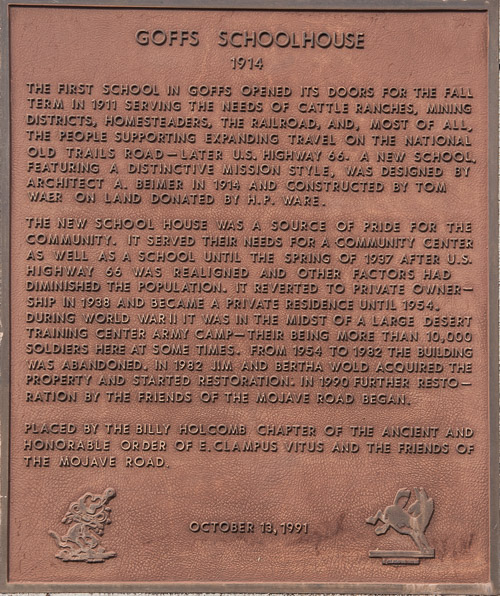 GOFFS SCHOOLHOUSE
1914
THE FIRST SCHOOL IN GOFFS OPENED ITS DOORS FOR THE FALL
TERM IN 1911 SERVING THE NEEDS OF CATTLE RANCHES, MINING
DISTRICTS, HOMESTEADERS, THE RAILROAD, AND, MOST OF ALL,
THE PEOPLE SUPPORTING EXPANDING TRAVEL ON THE NATIONAL
OLD TRAILS ROAD—LATER U.S. HIGHWAY 66. A NEW SCHOOL,
FEATURING A DISTINCTIVE MISSION STYLE, WAS DESIGNED BY
ARCHITECT A. BEIMER IN 1914 AND CONSTRUCTED BY TOM
WAER ON LAND DONATED BY H.P. WARE.
THE NEW SCHOOL HOUSE WAS A SOURCE OF PRIDE FOR THE
COMMUNITY. IT SERVED THEIR NEEDS FOR A COMMUNITY CENTER
AS WELL AS A SCHOOL UNTIL THE SPRING OF 1937 AFTER U.S.
HIGHWAY 66 WAS REALIGNED AND OTHER FACTORS HAD
DIMINISHED THE POPULATION. IT REVERTED TO PRIVATE OWNER—
SHIP IN 1938 AND BECAME A PRIVATE RESIDENCE UNTIL 1954.
DURING WORLD WAR II IT WAS IN THE MIDST OF A LARGE DESERT
TRAINING CENTER ARMY CAMP—THEIR BEING MORE THAN 10,000
SOLDIERS HERE AT SOME TIMES. FROM 1954 TO 1982 THE BUILDING
WAS ABANDONED. IN 1982 JIM AND BERTHA WOLD ACQUIRED THE
PROPERTY AND STARTED RESTORATION. IN 1990 FURTHER RESTO—
RATION BY THE FRIENDS OF THE MOJAVE ROAD BEGAN.
PLACED BY THE BILLY HOLCOMB CHAPTER OF THE ANCIENT AND
HONORABLE ORDER OF E.CLAMPUS VITUS AND THE FRIENDS OF
THE MOJAVE ROAD.
OCTOBER 13, 1991